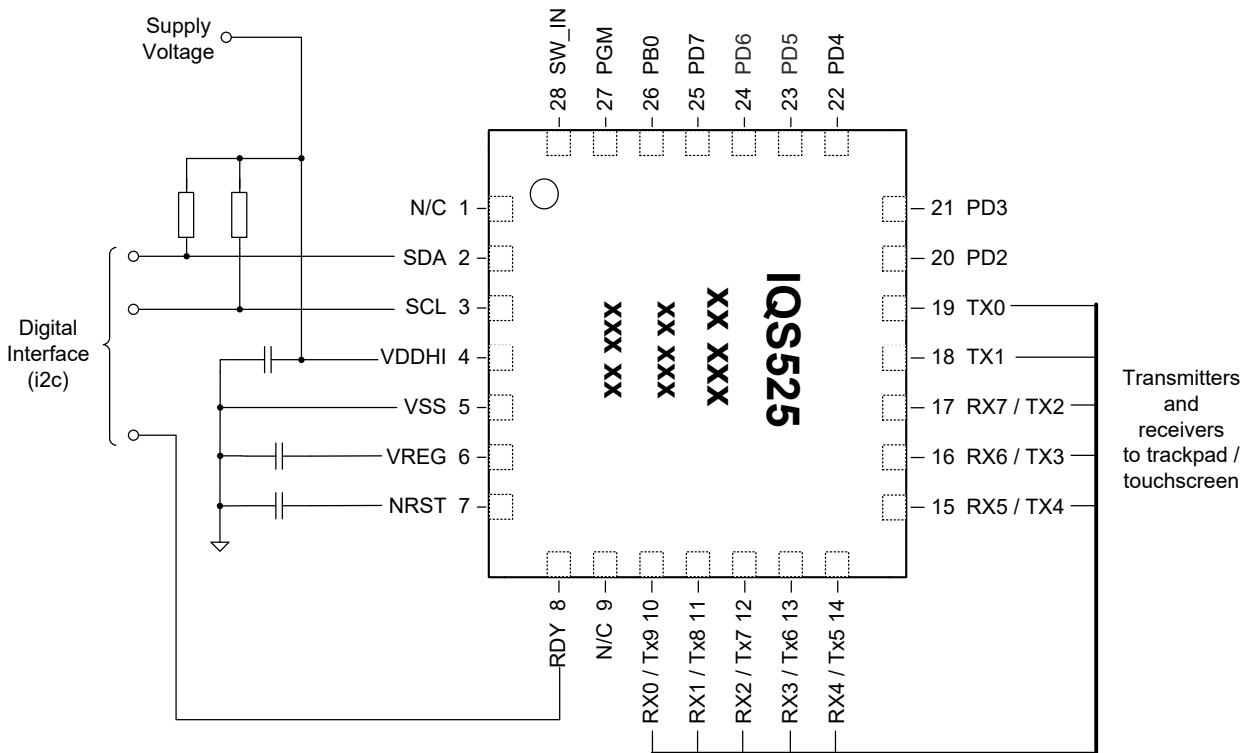 Supply
Voltage
28 SW_IN
27 PGM
26 PB0
25 PD7
24 PD6
23 PD5
22 PD4
N/C 1
SDA 2
SCL 3
VDDHI 4
VSS 5
VREG 6
NRST 7
Digital
Interface
(i2c)
IQS525
xx xxx
xxx xx
xx xxx
21 PD3
20 PD2
19 TX0
18 TX1
17 RX7 / TX2
16 RX6 / TX3
15 RX5 / TX4
Transmitters
and
receivers
to trackpad /
touchscreen
RDY 8
N/C 9
RX0 / Tx9 10
RX1 / Tx8 11
RX2 / Tx7 12
RX3 / Tx6 13
RX4 / Tx5 14